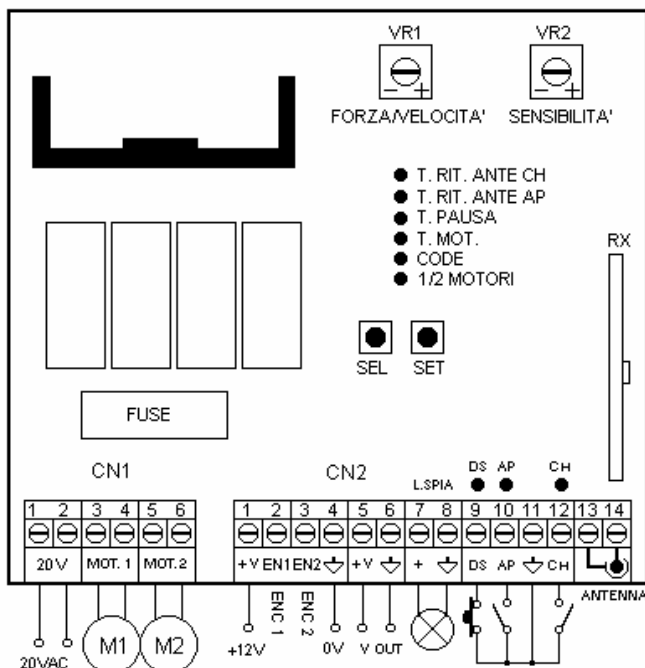 VR1 VR2
- + - +
FORZA/VELOCITA' SENSIBILITA'
T. RIT. ANTE CH
T. RIT. ANTE AP
T. PAUSA
T. MOT.
CODE
1/2 MOTORI
RX
SEL SET
FUSE
CN1 CN2 L.SPIA DS AP CH
1 2 3 4 5 6 1 2 3 4 5 6 7 8 9 10 11 12 13 14
20V MOT. 1 MOT. 2 +V EN1 EN2 +V + DS AP CH
ANTENNA
ENC 1 ENC 2
20VAC M1 M2 +12V 0V V OUT